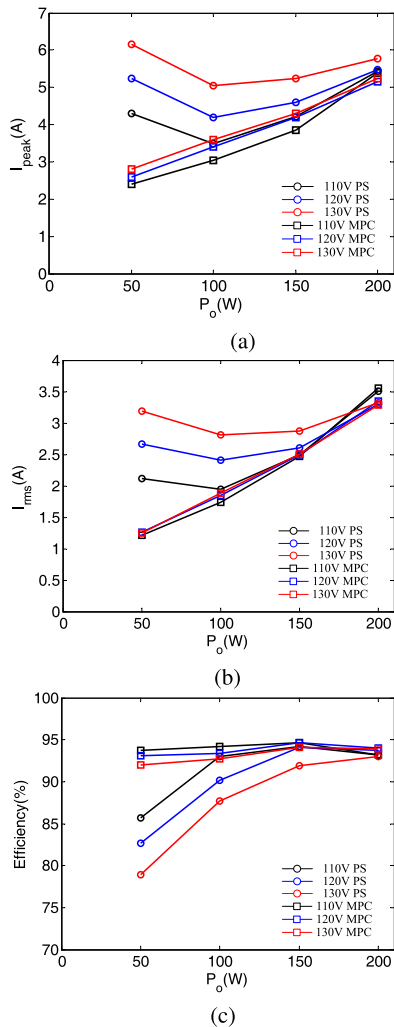 7
6
5
4
3
2
1
0
I_peak(A)
110V PS
120V PS
130V PS
110V MPC
120V MPC
130V MPC
0 50 100 150 200
P_o(W)
(a)
4
3.5
3
2.5
2
1.5
1
0.5
0
I_rms(A)
110V PS
120V PS
130V PS
110V MPC
120V MPC
130V MPC
0 50 100 150 200
P_o(W)
(b)
100
95
90
85
80
75
70
Efficiency(%)
110V PS
120V PS
130V PS
110V MPC
120V MPC
130V MPC
0 50 100 150 200
P_o(W)
(c)